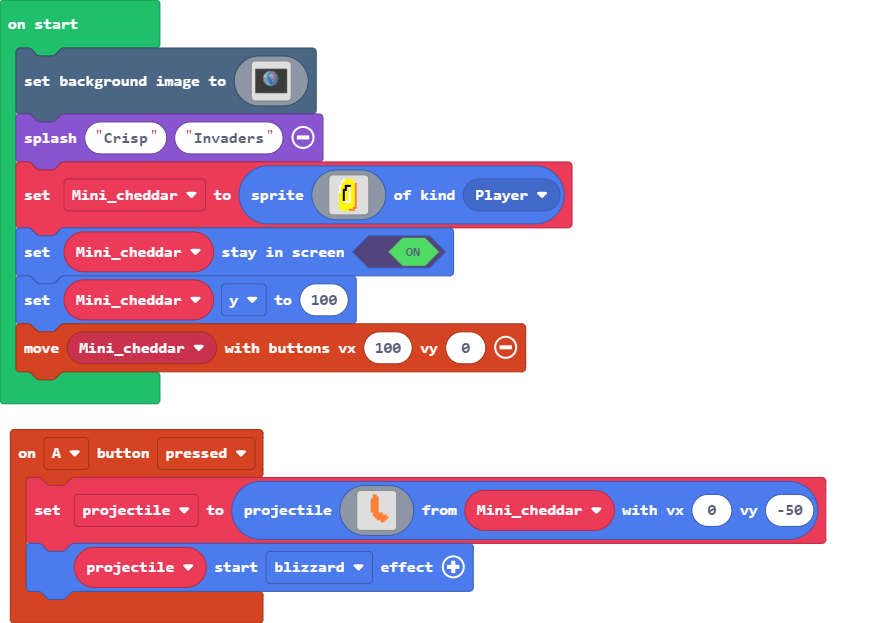 on start
set background image to
splash "Crisp" "Invaders"
set Mini_cheddar to sprite of kind Player
set Mini_cheddar stay in screen ON
set Mini_cheddar y to 100
move Mini_cheddar with buttons vx 100 vy 0
on A button pressed
set projectile to projectile from Mini_cheddar with vx 0 vy -50
projectile start blizzard effect